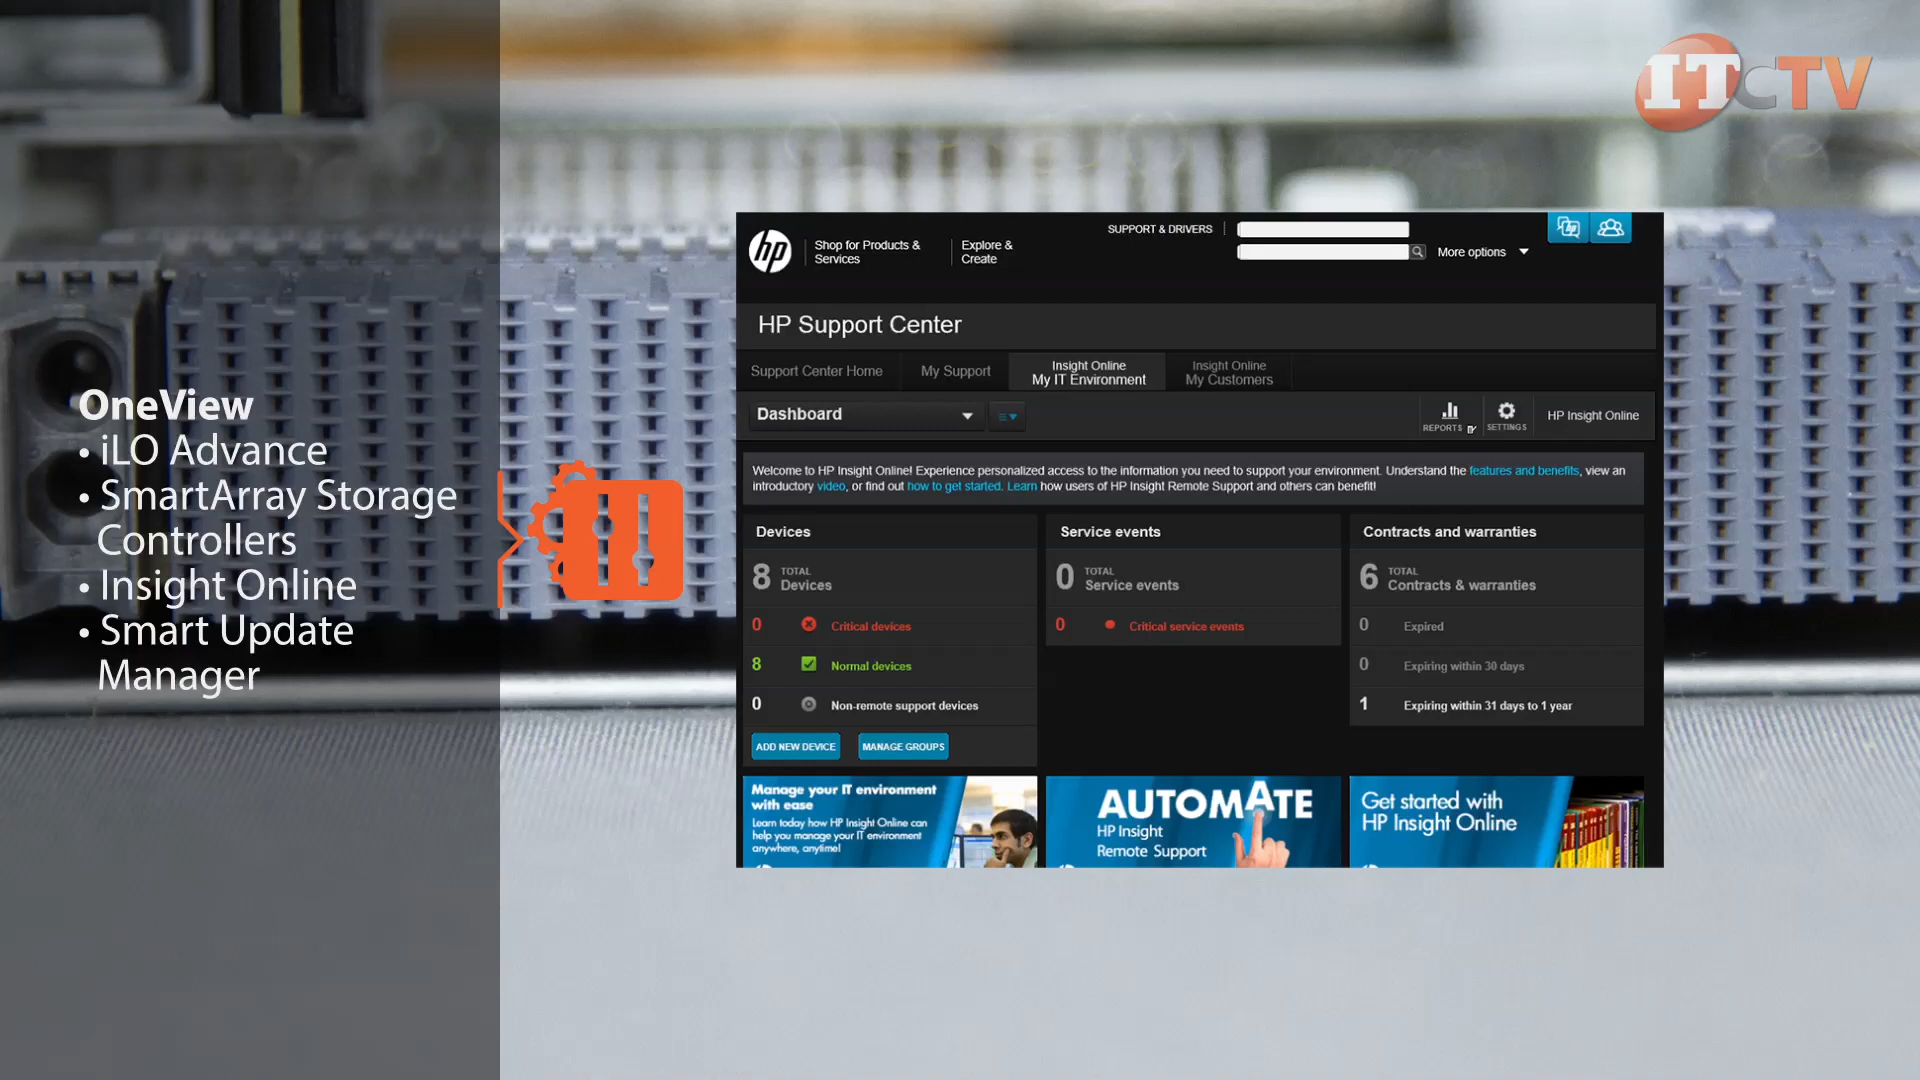 ITCTV
OneView
• iLO Advance
• SmartArray Storage
Controllers
• Insight Online
• Smart Update
Manager
hp
Shop for Products &
Services
Explore &
Create
SUPPORT & DRIVERS
More options
HP Support Center
Support Center Home
My Support
Insight Online
My IT Environment
Insight Online
My Customers
Dashboard
REPORTS
SETTINGS
HP Insight Online
Welcome to HP Insight Online! Experience personalized access to the information you need to support your environment. Understand the features and benefits, view an
introductory video, or find out how to get started. Learn how users of HP Insight Remote Support and others can benefit!
Devices
8 TOTAL
Devices
0 Critical devices
8 Normal devices
0 Non-remote support devices
ADD NEW DEVICE
MANAGE GROUPS
Service events
0 TOTAL
Service events
0 Critical service events
Contracts and warranties
6 TOTAL
Contracts & warranties
0 Expired
0 Expiring within 30 days
1 Expiring within 31 days to 1 year
Manage your IT environment
with ease
Learn today how HP Insight Online can
help you manage your IT environment
anywhere, anytime!
AUTOMATE
HP Insight
Remote Support
Get started with
HP Insight Online